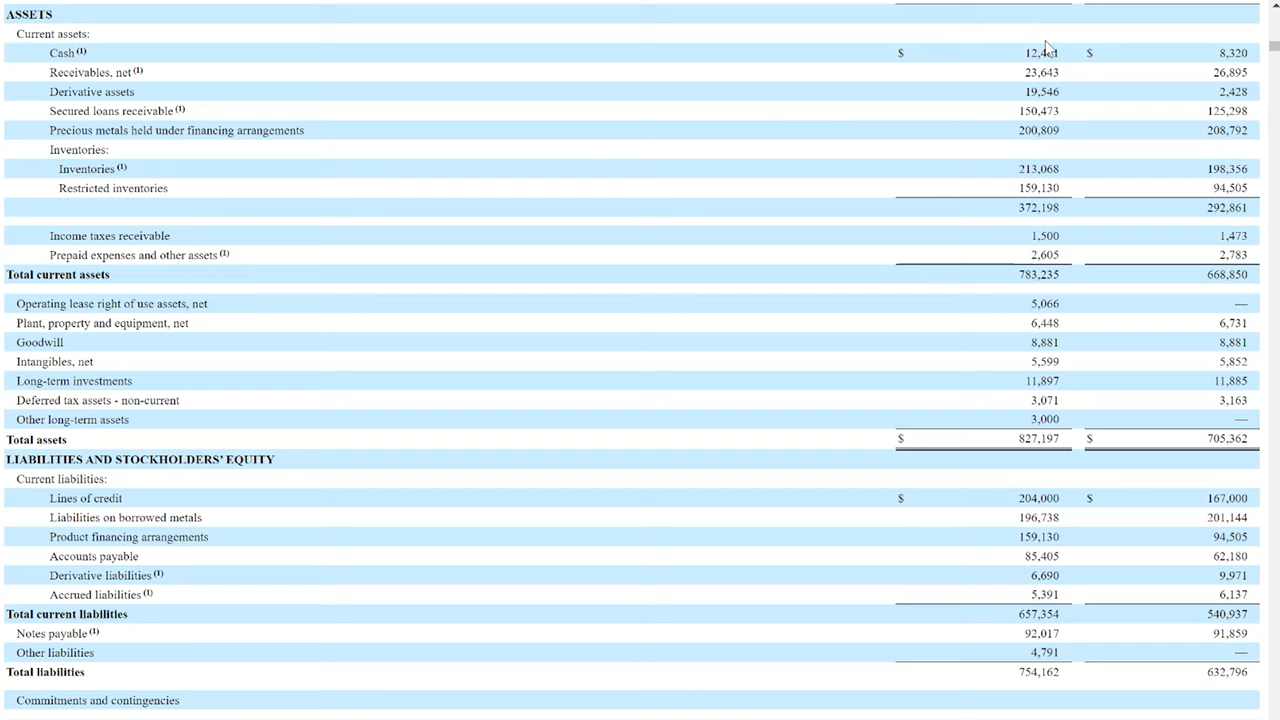 ASSETS
Current assets:
Cash (1) $ $ 8,320
Receivables, net (1) 23,643 26,895
Derivative assets 19,546 2,428
Secured loans receivable (1) 150,473 125,298
Precious metals held under financing arrangements 200,809 208,792
Inventories:
Inventories (1) 213,068 198,356
Restricted inventories 159,130 94,505
372,198 292,861
Income taxes receivable 1,500 1,473
Prepaid expenses and other assets (1) 2,605 2,783
Total current assets 783,235 668,850
Operating lease right of use assets, net 5,066 —
Plant, property and equipment, net 6,448 6,731
Goodwill 8,881 8,881
Intangibles, net 5,599 5,852
Long-term investments 11,897 11,885
Deferred tax assets - non-current 3,071 3,163
Other long-term assets 3,000 —
Total assets $ 827,197 $ 705,362
LIABILITIES AND STOCKHOLDERS’ EQUITY
Current liabilities:
Lines of credit $ 204,000 $ 167,000
Liabilities on borrowed metals 196,738 201,144
Product financing arrangements 159,130 94,505
Accounts payable 85,405 62,180
Derivative liabilities (1) 6,690 9,971
Accrued liabilities (1) 5,391 6,137
Total current liabilities 657,354 540,937
Notes payable (1) 92,017 91,859
Other liabilities 4,791 —
Total liabilities 754,162 632,796
Commitments and contingencies